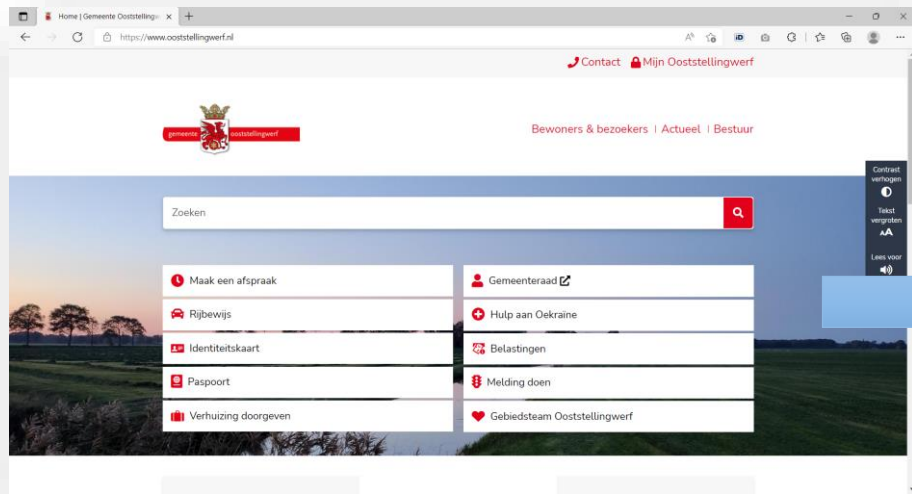 Home | Gemeente Ooststellingw
https://www.ooststellingwerf.nl
Contact Mijn Ooststellingwerf
gemeente ooststellingwerf
Bewoners & bezoekers | Actueel | Bestuur
Contrast
verhogen
Zoeken
Tekst
vergroten
AA
Lees voor
Maak een afspraak
Gemeenteraad
Rijbewijs
Hulp aan Oekraïne
Identiteitskaart
Belastingen
Paspoort
Melding doen
Verhuizing doorgeven
Gebiedsteam Ooststellingwerf